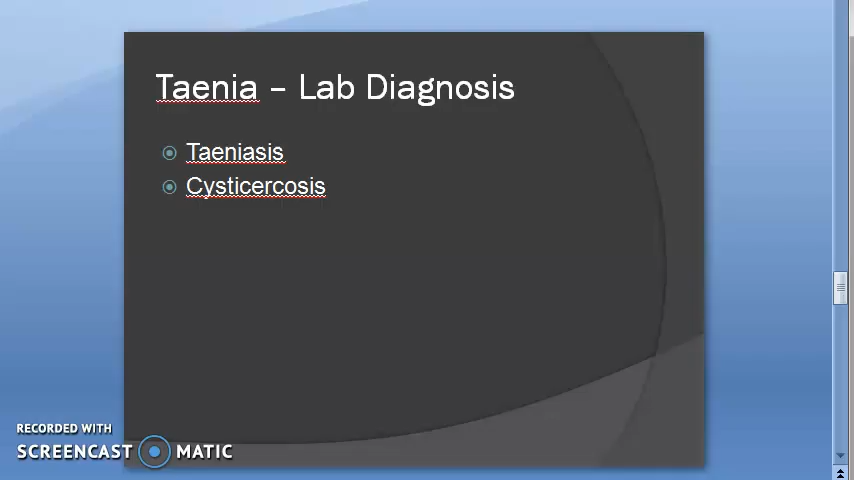 Taenia – Lab Diagnosis
Taeniasis
Cysticercosis
RECORDED WITH
SCREENCAST MATIC